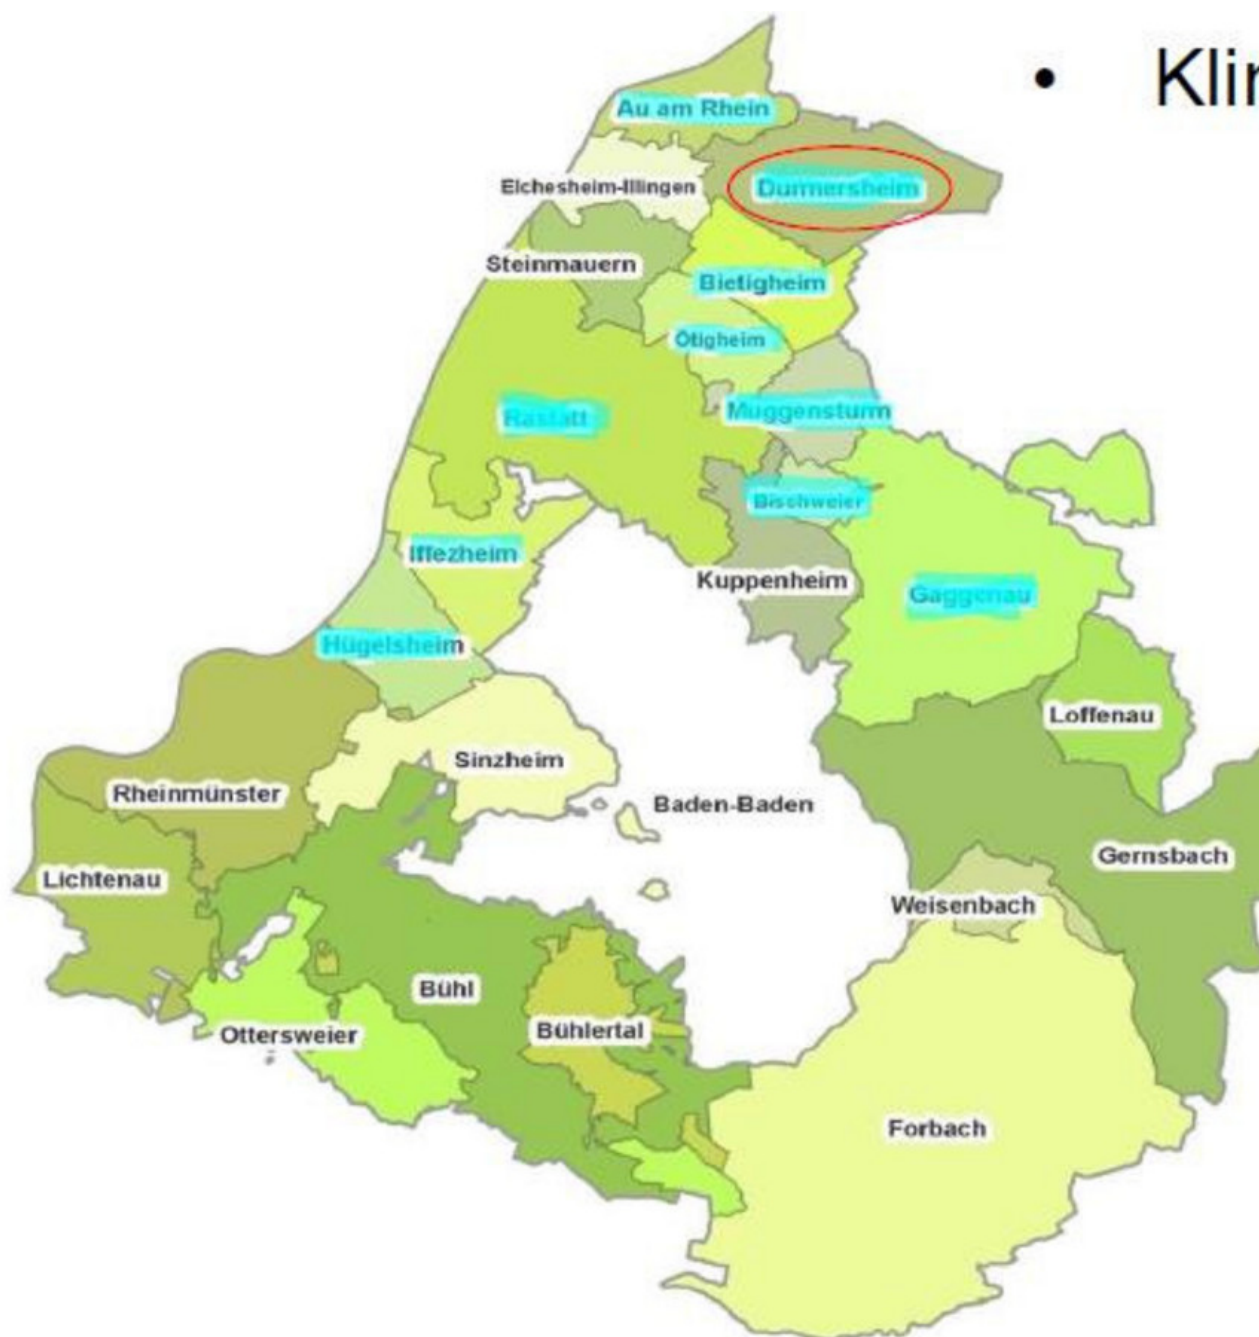 • Klin
Au am Rhein
Elchesheim-Illingen
Durmersheim
Steinmauern
Bietigheim
Ötigheim
Rastatt
Muggensturm
Bischweier
Iffezheim
Kuppenheim
Gaggenau
Hügelsheim
Loffenau
Sinzheim
Rheinmünster
Baden-Baden
Gernsbach
Lichtenau
Weisenbach
Bühl
Ottersweier
Bühlertal
Forbach